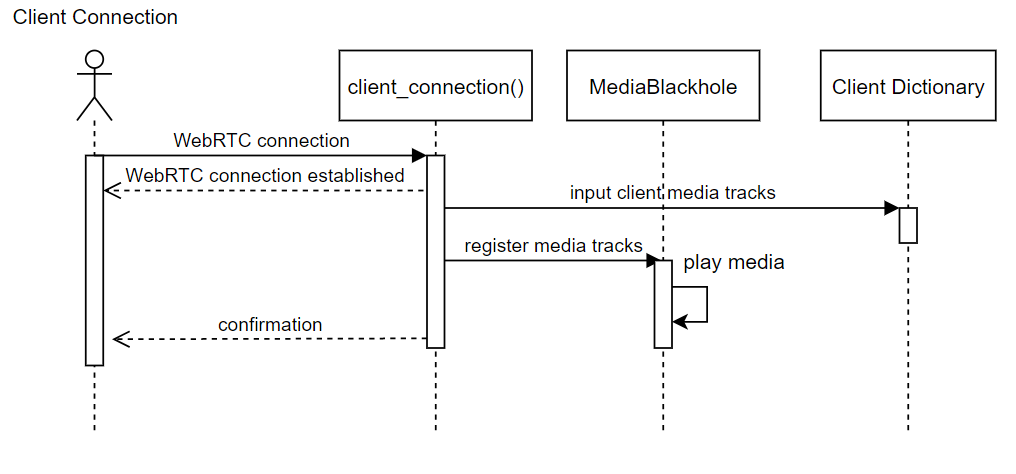 Client Connection
client_connection()
MediaBlackhole
Client Dictionary
WebRTC connection
WebRTC connection established
input client media tracks
register media tracks
play media
confirmation